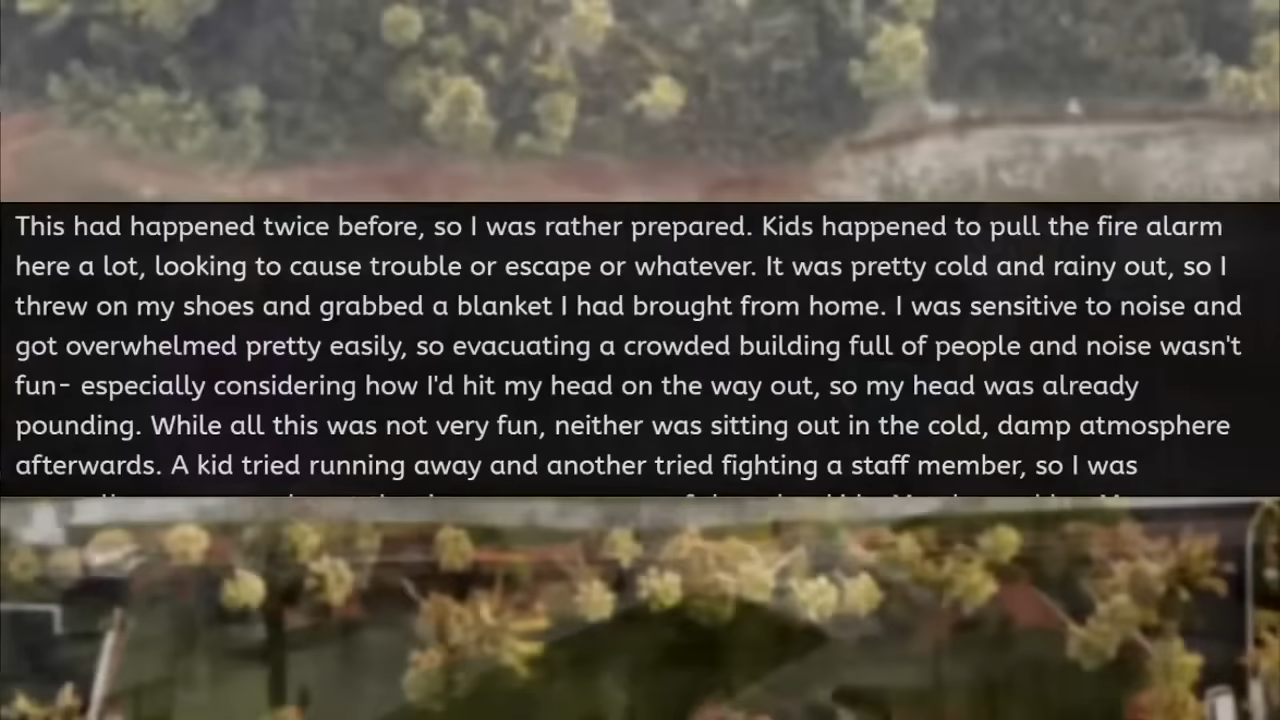 This had happened twice before, so I was rather prepared. Kids happened to pull the fire alarm
here a lot, looking to cause trouble or escape or whatever. It was pretty cold and rainy out, so I
threw on my shoes and grabbed a blanket I had brought from home. I was sensitive to noise and
got overwhelmed pretty easily, so evacuating a crowded building full of people and noise wasn't
fun- especially considering how I'd hit my head on the way out, so my head was already
pounding. While all this was not very fun, neither was sitting out in the cold, damp atmosphere
afterwards. A kid tried running away and another tried fighting a staff member, so I was